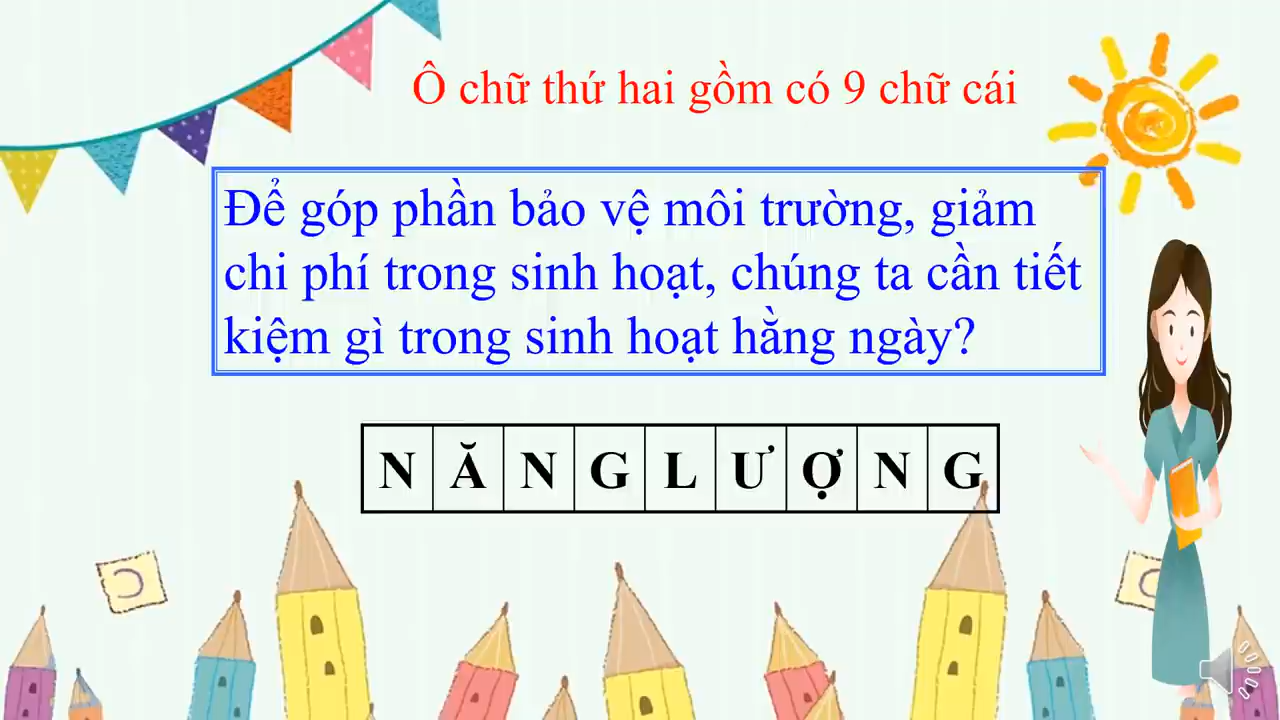 Ô chữ thứ hai gồm có 9 chữ cái
Để góp phần bảo vệ môi trường, giảm
chi phí trong sinh hoạt, chúng ta cần tiết
kiệm gì trong sinh hoạt hằng ngày?
N Ă N G L Ư Ợ N G